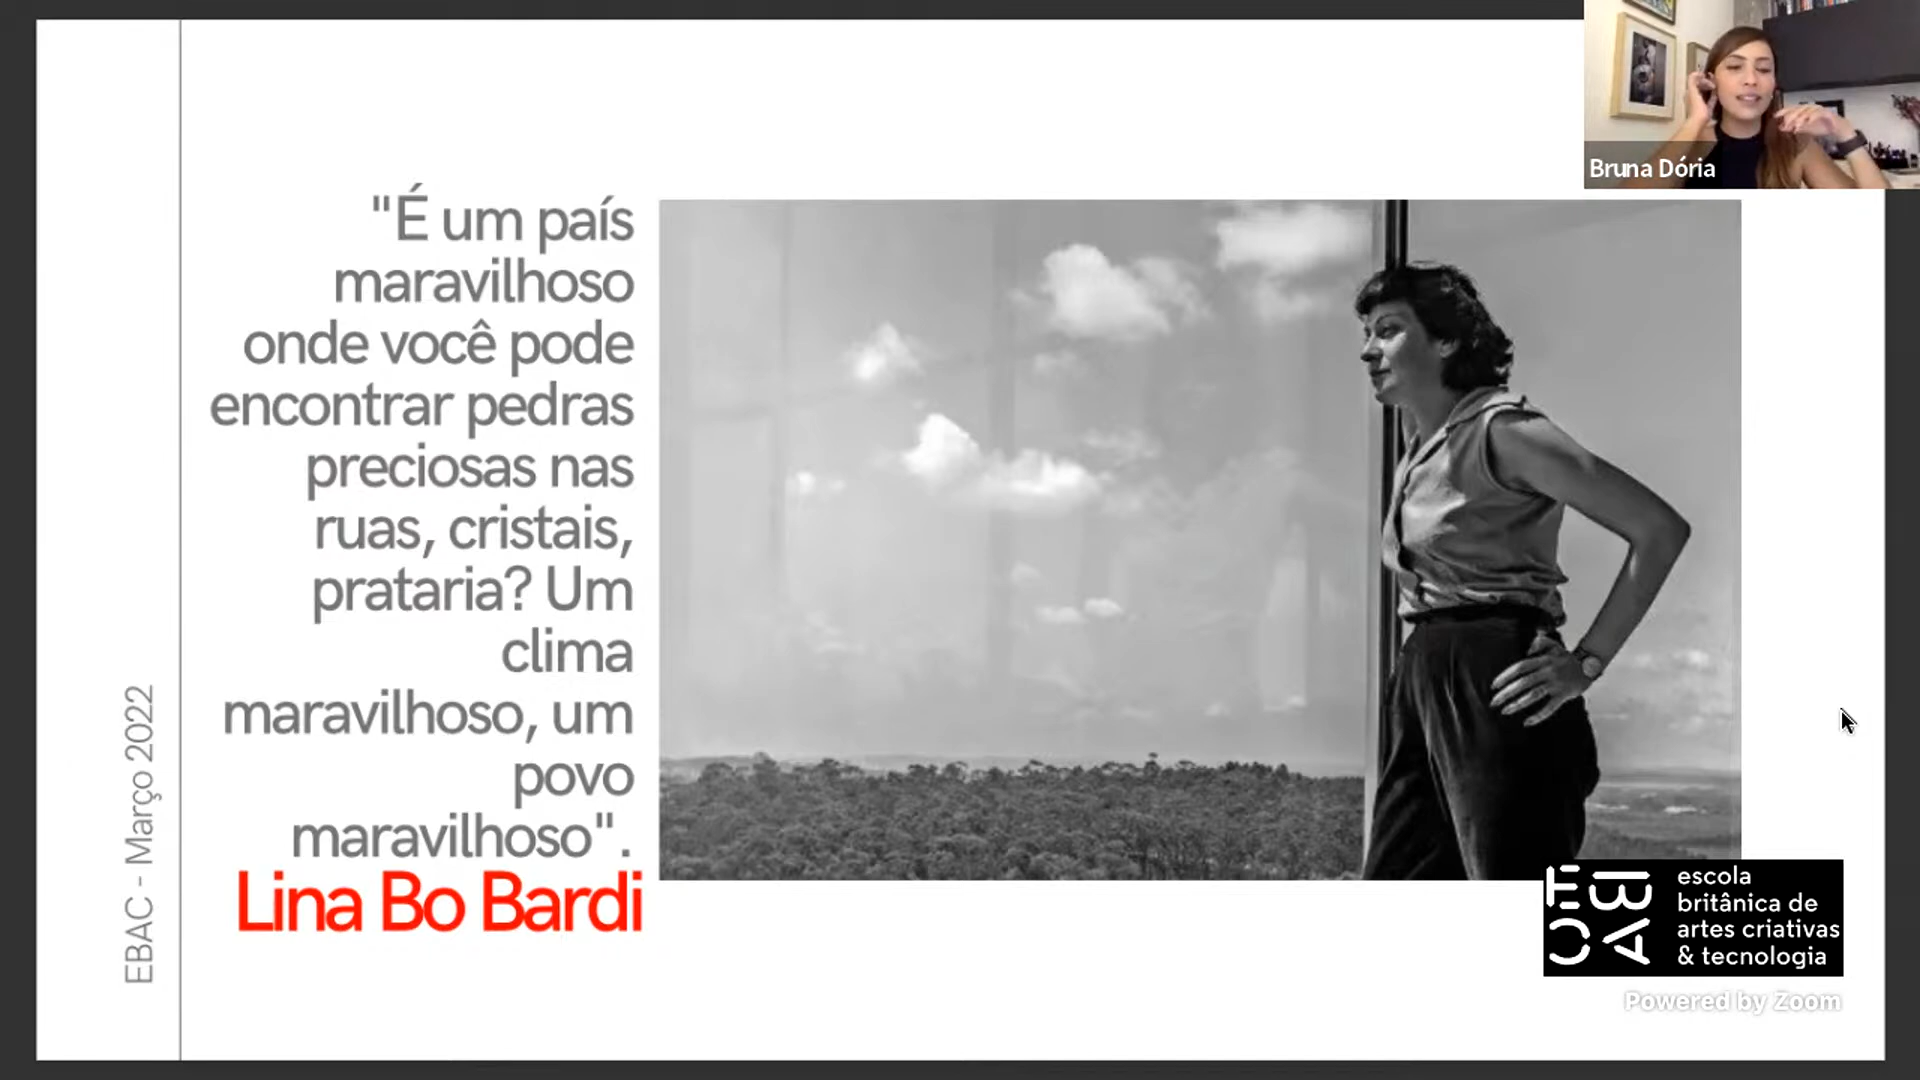 Bruna Dória
"É um país
maravilhoso
onde você pode
encontrar pedras
preciosas nas
ruas, cristais,
prataria? Um
clima
maravilhoso, um
povo
maravilhoso".
Lina Bo Bardi
EBAC - Março 2022
EBAC
escola
britânica de
artes criativas
& tecnologia
Powered by Zoom